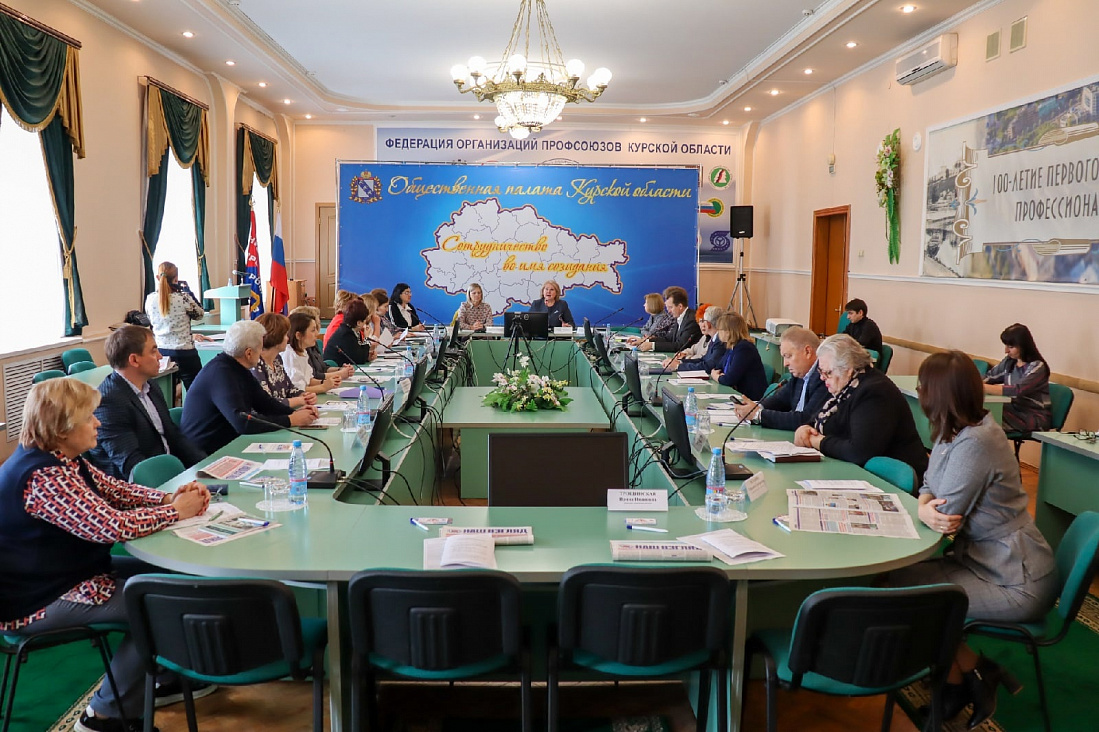 ФЕДЕРАЦИЯ ОРГАНИЗАЦИЙ ПРОФСОЮЗОВ КУРСКОЙ ОБЛАСТИ
Общественная палата Курской области
Сотрудничество
во имя созидания
100-ЛЕТИЕ ПЕРВОГО
ПРОФЕССИОНА